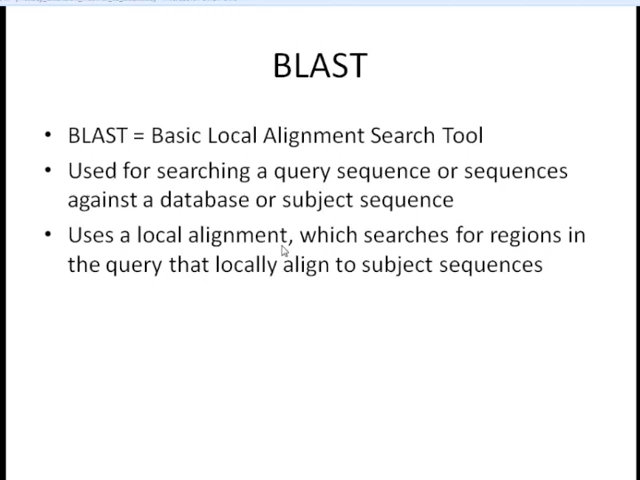 BLAST
• BLAST = Basic Local Alignment Search Tool
• Used for searching a query sequence or sequences
against a database or subject sequence
• Uses a local alignment, which searches for regions in
the query that locally align to subject sequences